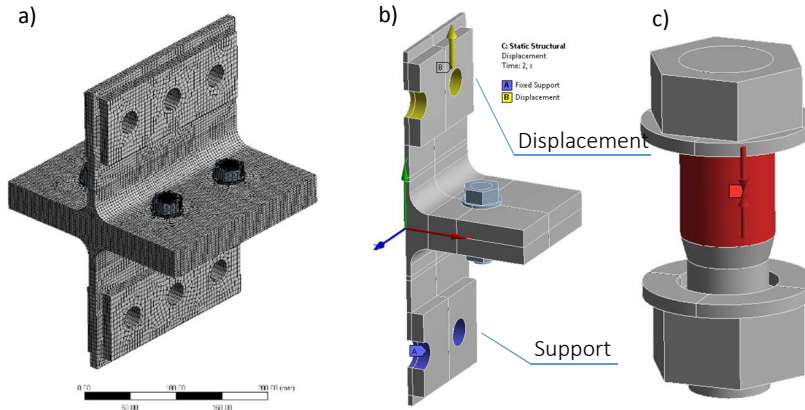 a)
b)
c)
C: Static Structural
Displacement
Time: 2, s
A Fixed Support
B Displacement
B
Displacement
A
Support
0.00 100.00 200.00 (mm)
50.00 150.00